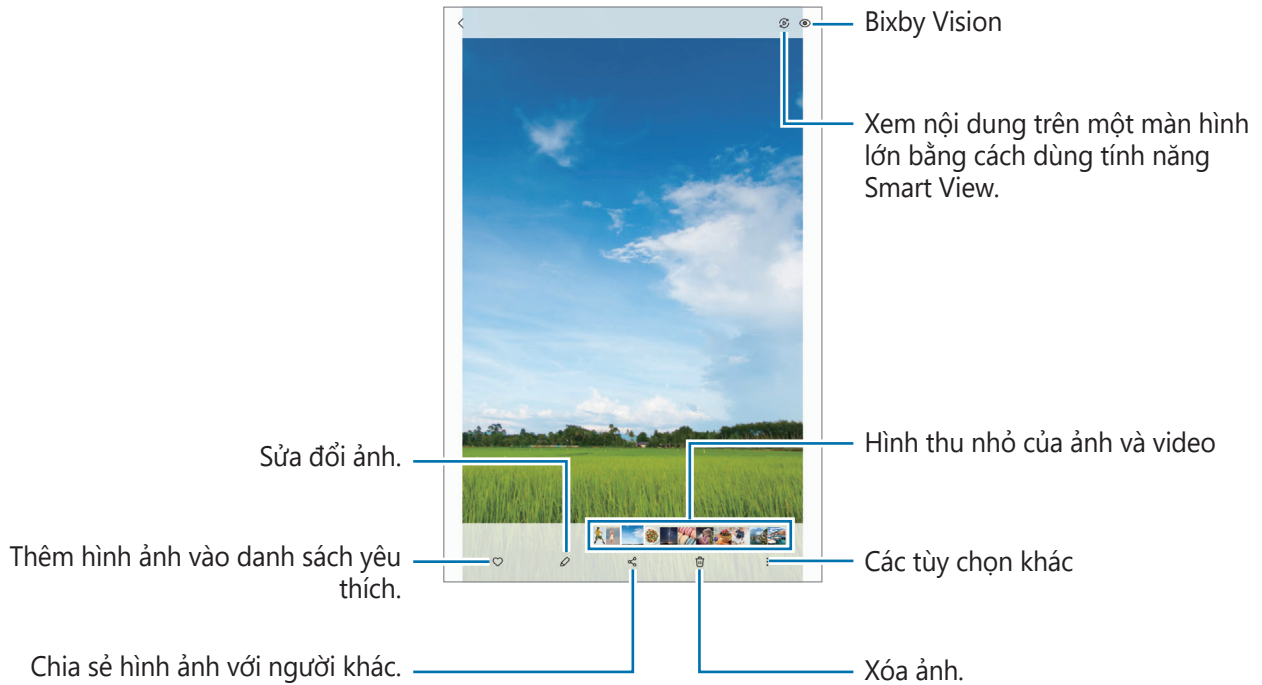 Bixby Vision
Xem nội dung trên một màn hình
lớn bằng cách dùng tính năng
Smart View.
Sửa đổi ảnh.
Hình thu nhỏ của ảnh và video
Thêm hình ảnh vào danh sách yêu
thích.
Các tùy chọn khác
Chia sẻ hình ảnh với người khác.
Xóa ảnh.